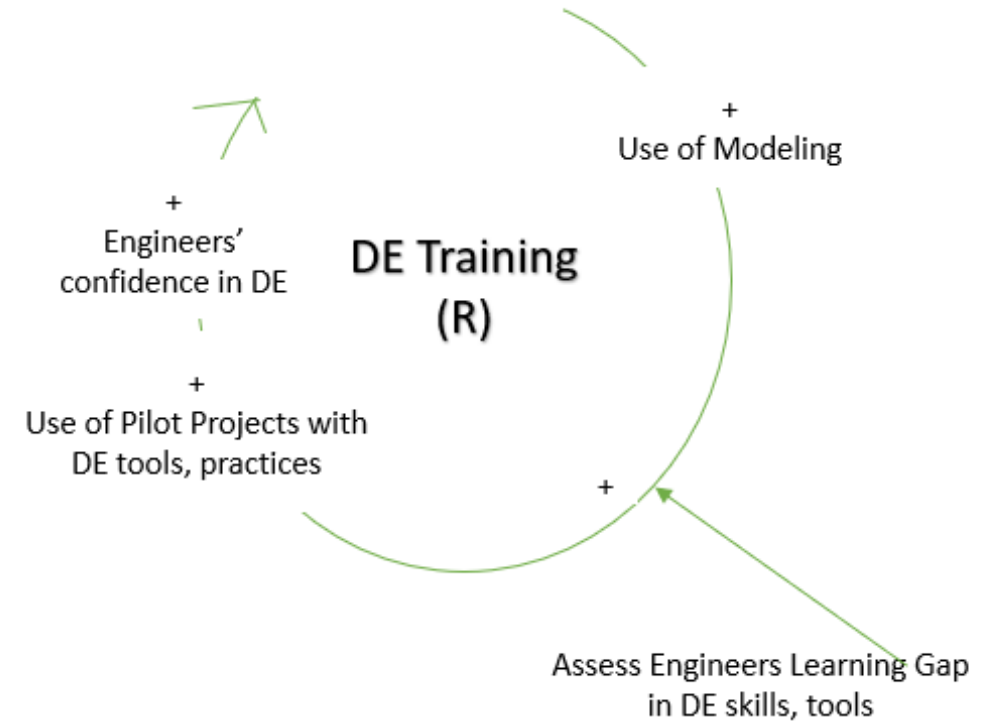 +
Use of Modeling
+
Engineers’
confidence in DE
DE Training
(R)
+
Use of Pilot Projects with
DE tools, practices
+
Assess Engineers Learning Gap
in DE skills, tools